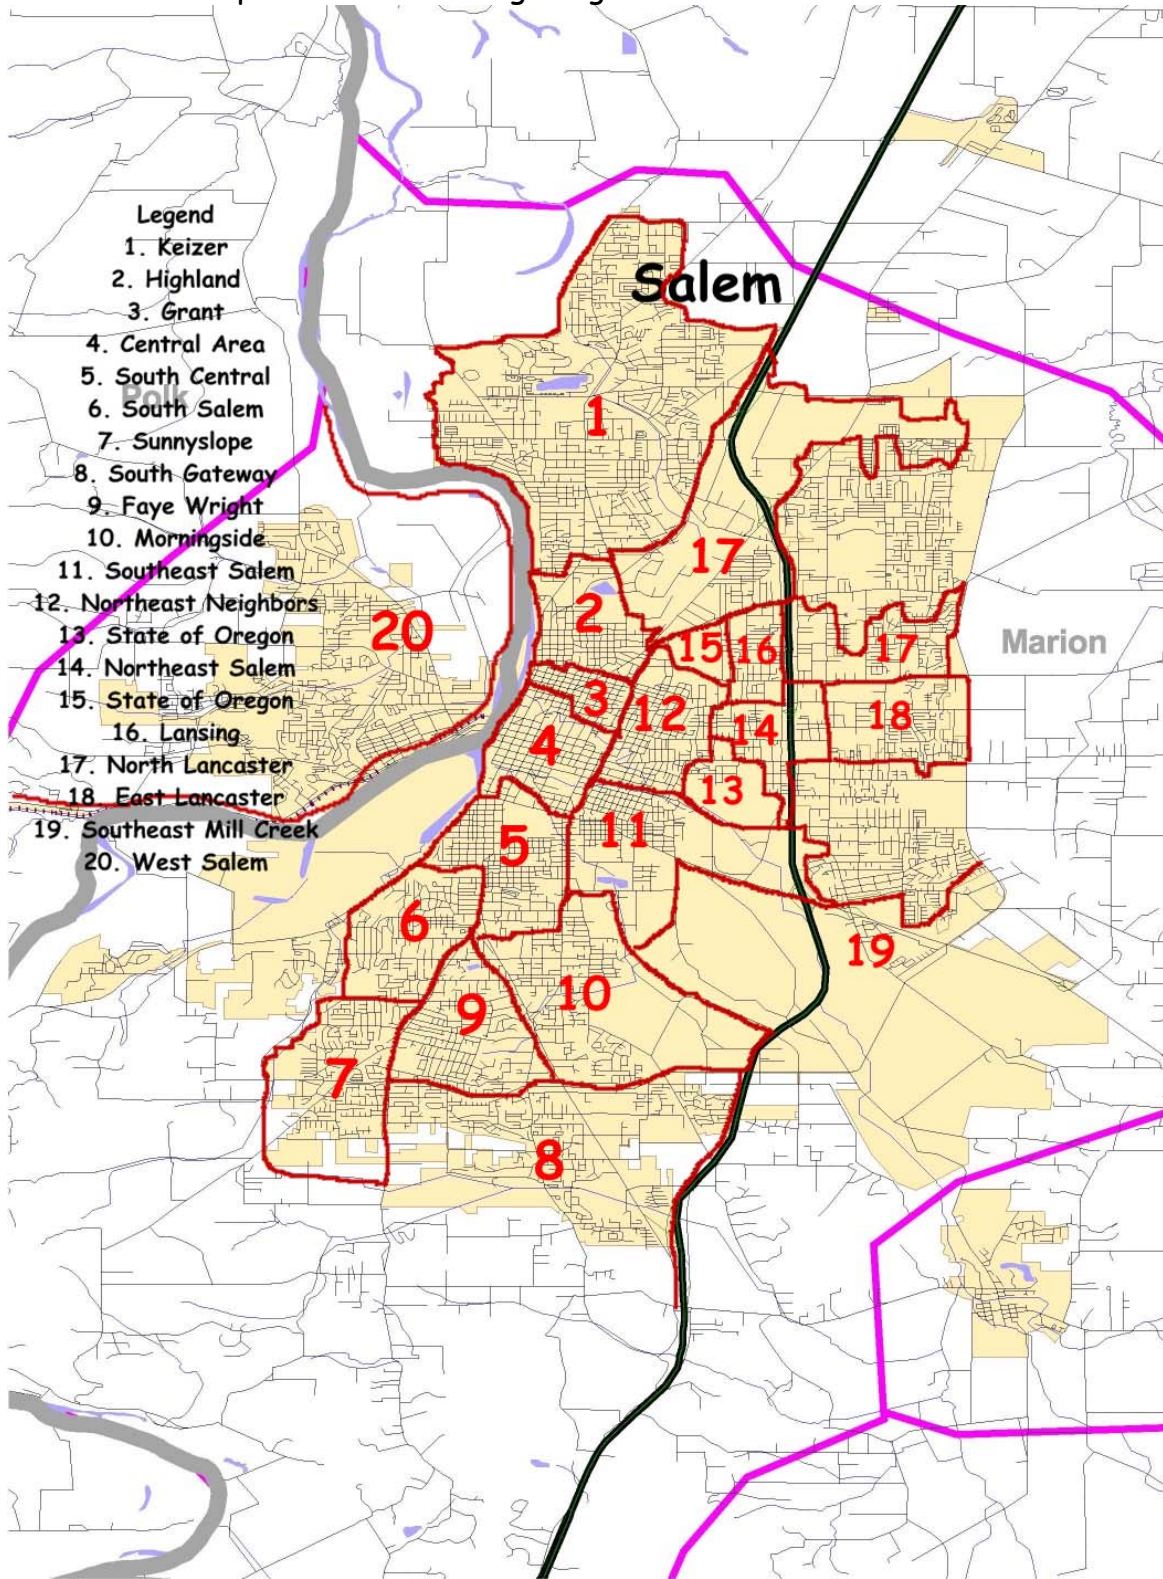 Legend
1. Keizer
2. Highland
3. Grant
4. Central Area
5. South Central
6. South Salem
7. Sunnyslope
8. South Gateway
9. Faye Wright
10. Morningside
11. Southeast Salem
12. Northeast Neighbors
13. State of Oregon
14. Northeast Salem
15. State of Oregon
16. Lansing
17. North Lancaster
18. East Lancaster
19. Southeast Mill Creek
20. West Salem
Polk
Salem
Marion
1
17
2
20
15
16
17
3
12
18
4
14
13
11
5
6
19
10
9
7
8